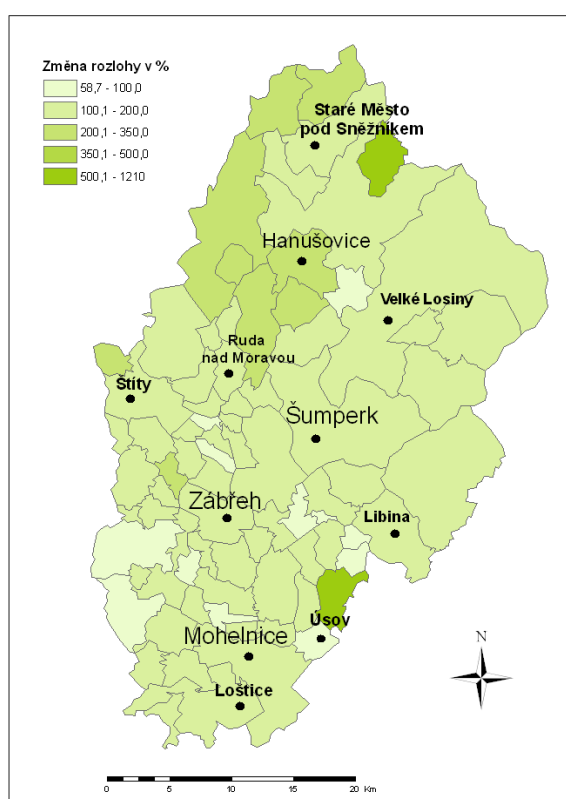 Změna rozlohy v %
58,7 - 100,0
100,1 - 200,0
200,1 - 350,0
350,1 - 500,0
500,1 - 1210
Staré Město
pod Sněžníkem
Hanušovice
Velké Losiny
Ruda
nad Moravou
Štíty
Šumperk
Zábřeh
Libina
Úsov
Mohelnice
Loštice
N
0 5 10 15 20 Km